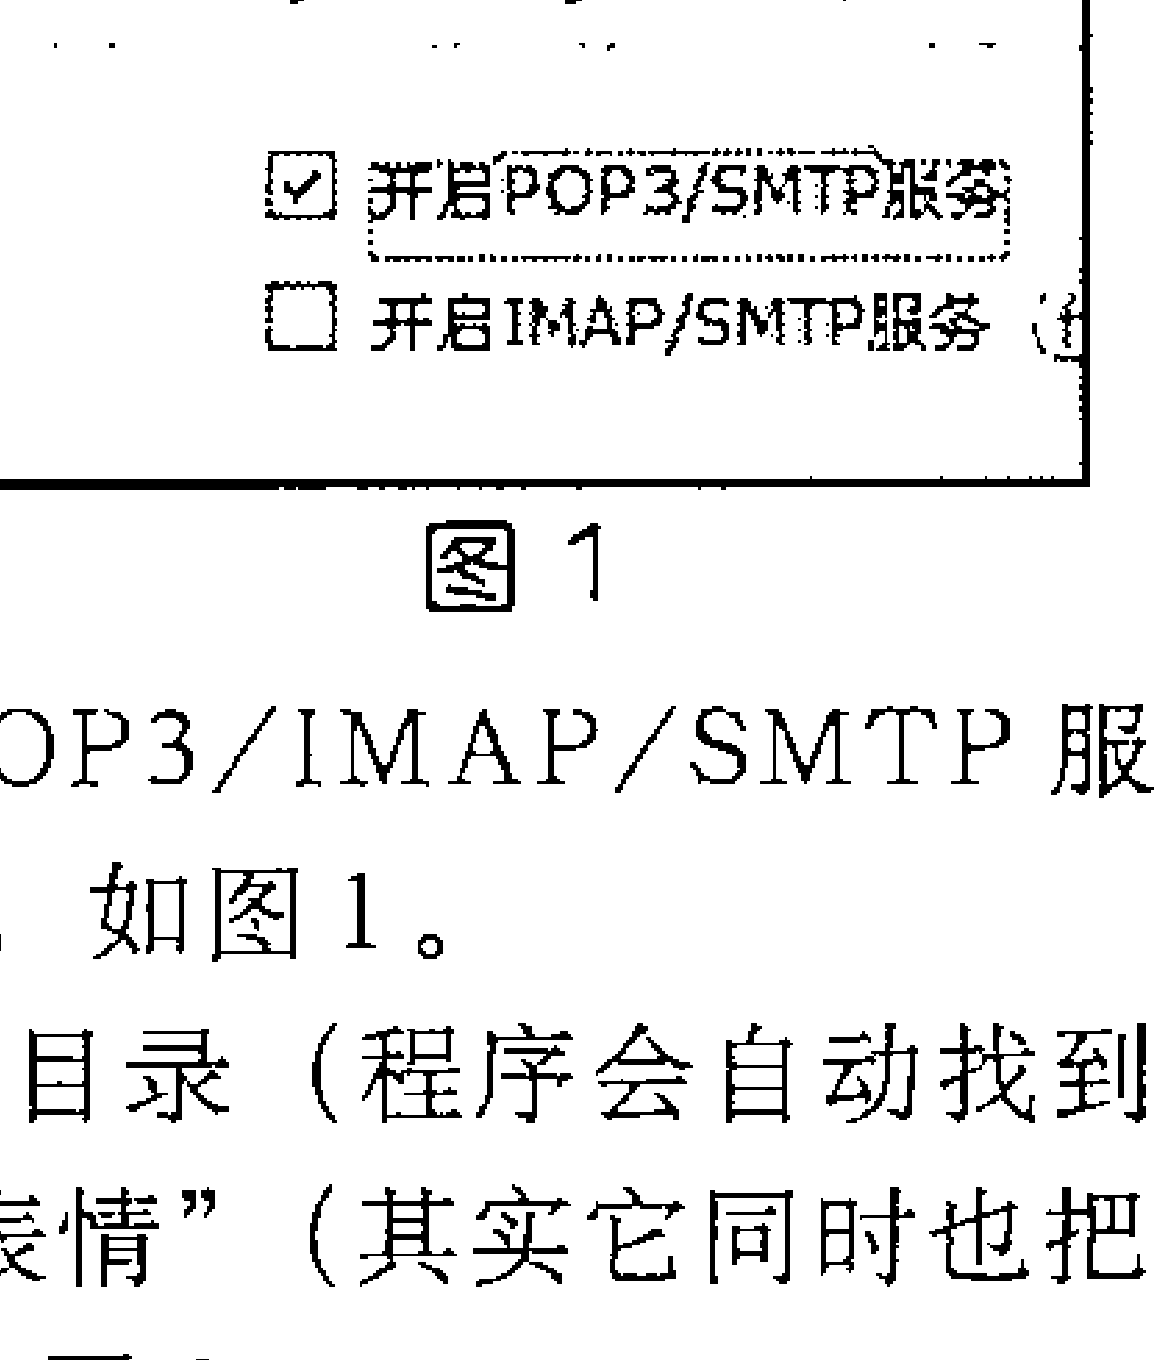 开启POP3/SMTP服务
开启IMAP/SMTP服务（
图 1
OP3/IMAP/SMTP 服
如图 1。
目录（程序会自动找到
表情”（其实它同时也把